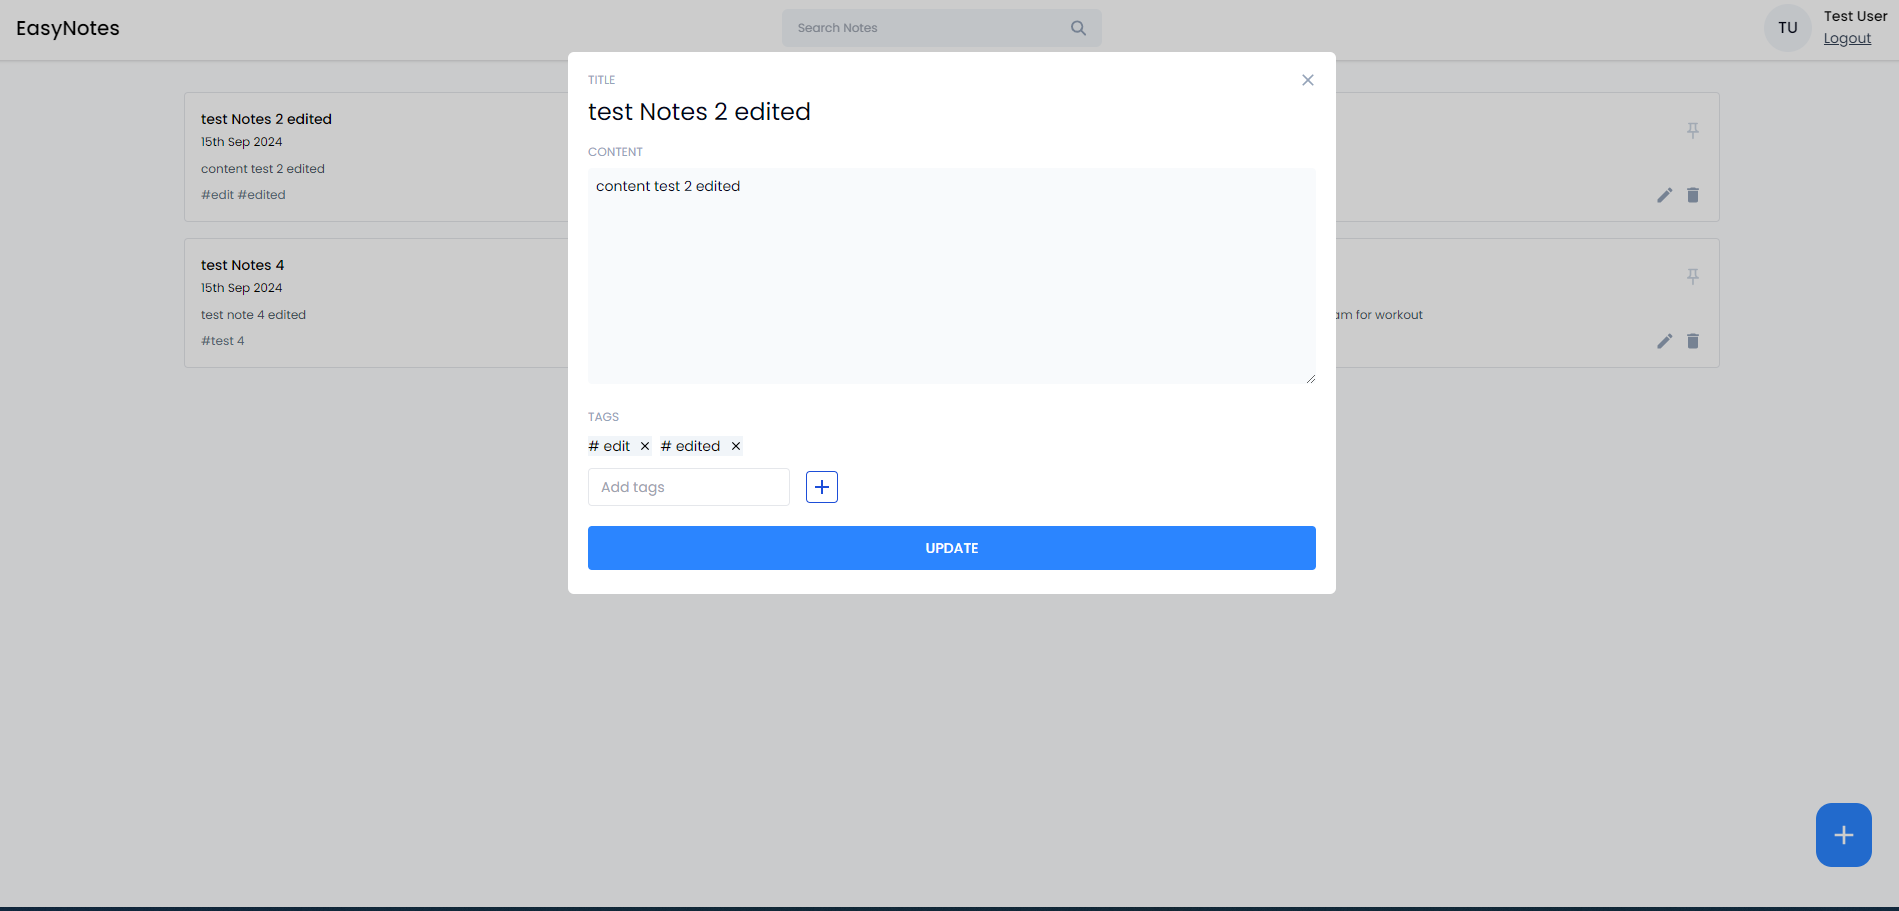 EasyNotes
Search Notes
TU
Test User
Logout
test Notes 2 edited
15th Sep 2024
content test 2 edited
#edit #edited
test Notes 4
15th Sep 2024
test note 4 edited
#test 4
for workout
TITLE
test Notes 2 edited
CONTENT
content test 2 edited
TAGS
# edit
# edited
Add tags
UPDATE